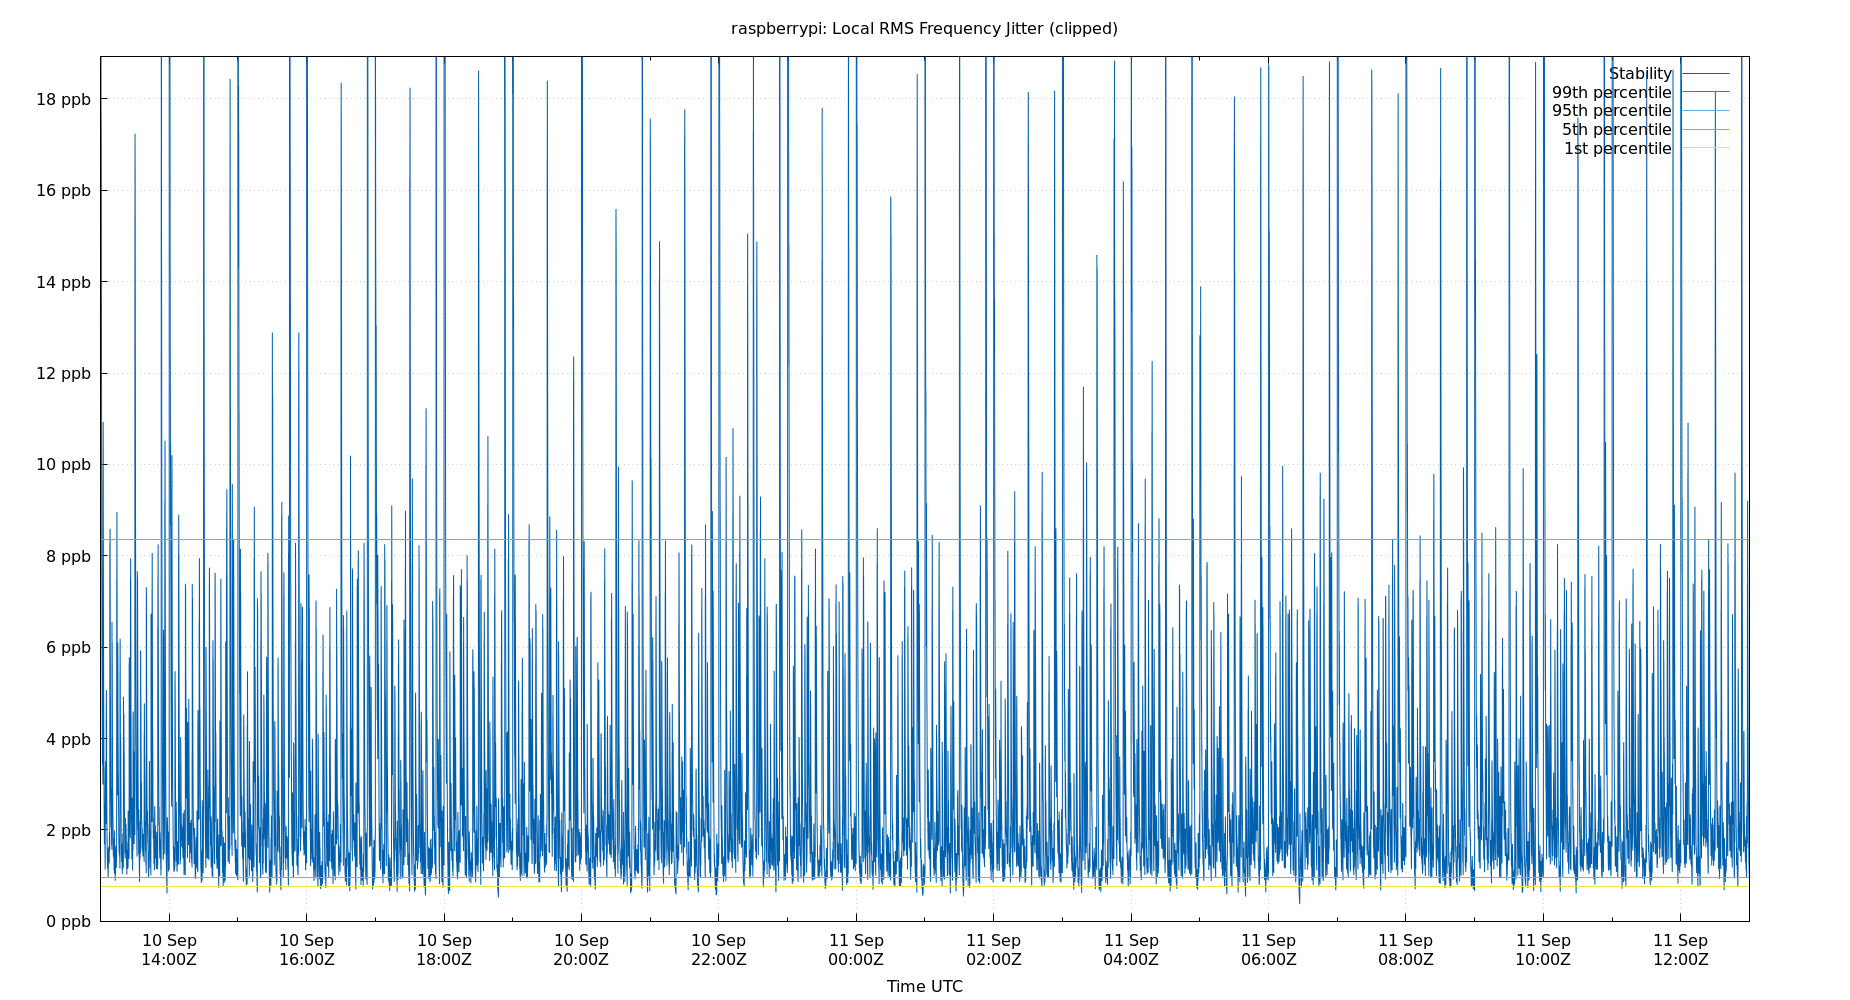 raspberrypi: Local RMS Frequency Jitter (clipped)
Stability
99th percentile
95th percentile
5th percentile
1st percentile
18 ppb
16 ppb
14 ppb
12 ppb
10 ppb
8 ppb
6 ppb
4 ppb
2 ppb
0 ppb
10 Sep 10 Sep 10 Sep 10 Sep 10 Sep 11 Sep 11 Sep 11 Sep 11 Sep 11 Sep 11 Sep 11 Sep
14:00Z 16:00Z 18:00Z 20:00Z 22:00Z 00:00Z 02:00Z 04:00Z 06:00Z 08:00Z 10:00Z 12:00Z
Time UTC